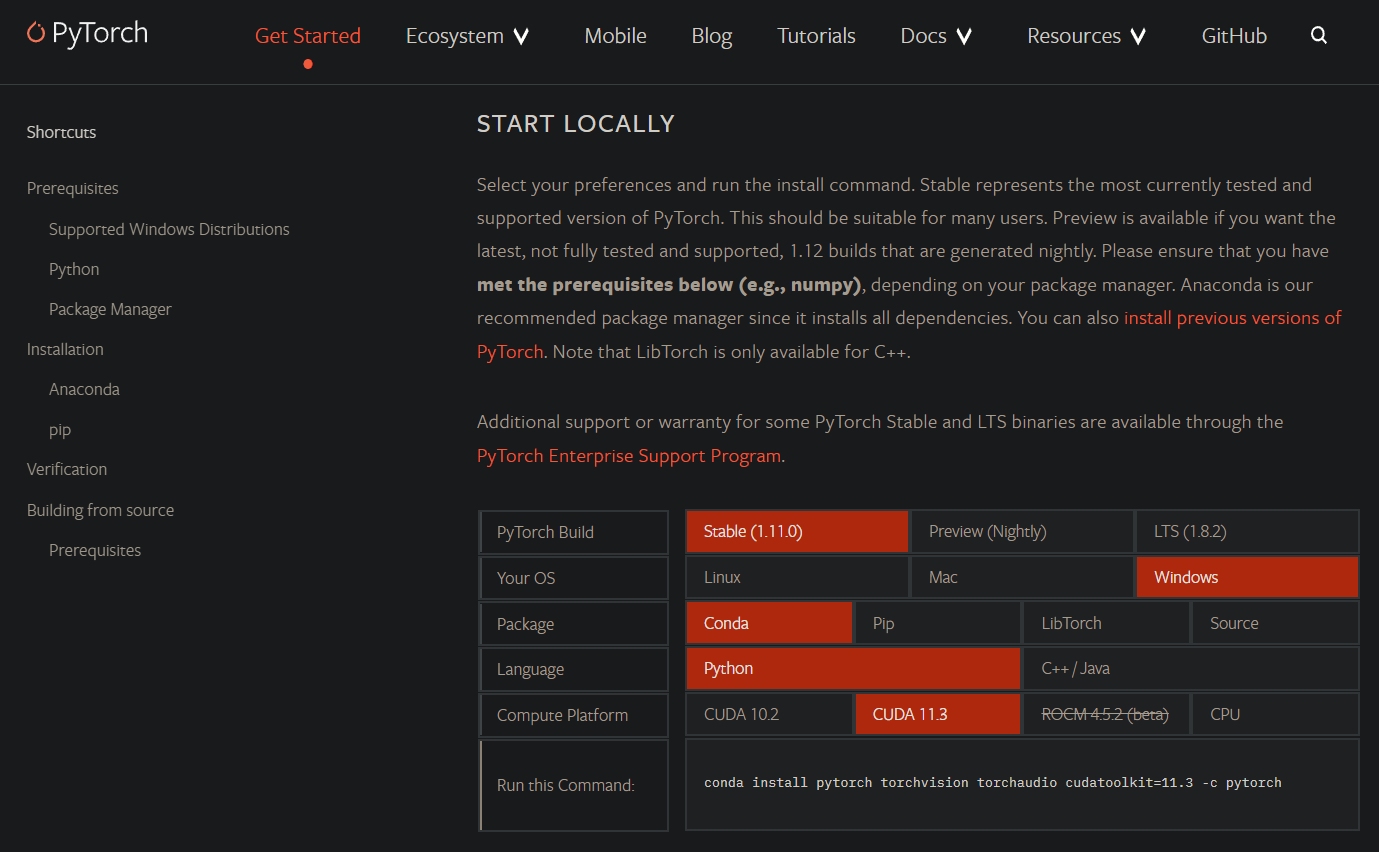 PyTorch
Get Started
Ecosystem
Mobile
Blog
Tutorials
Docs
Resources
GitHub
Shortcuts
Prerequisites
Supported Windows Distributions
Python
Package Manager
Installation
Anaconda
pip
Verification
Building from source
Prerequisites
START LOCALLY
Select your preferences and run the install command. Stable represents the most currently tested and
supported version of PyTorch. This should be suitable for many users. Preview is available if you want the
latest, not fully tested and supported, 1.12 builds that are generated nightly. Please ensure that you have
met the prerequisites below (e.g., numpy), depending on your package manager. Anaconda is our
recommended package manager since it installs all dependencies. You can also install previous versions of
PyTorch. Note that LibTorch is only available for C++.
Additional support or warranty for some PyTorch Stable and LTS binaries are available through the
PyTorch Enterprise Support Program.
PyTorch Build
Stable (1.11.0)
Preview (Nightly)
LTS (1.8.2)
Your OS
Linux
Mac
Windows
Package
Conda
Pip
LibTorch
Source
Language
Python
C++ / Java
Compute Platform
CUDA 10.2
CUDA 11.3
ROCM 4.5.2 (beta)
CPU
Run this Command:
conda install pytorch torchvision torchaudio cudatoolkit=11.3 -c pytorch